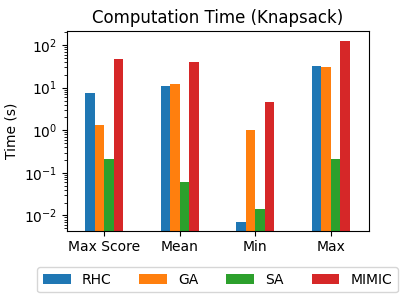 Computation Time (Knapsack)
Time (s)
10²
10¹
10⁰
10⁻¹
10⁻²
Max Score Mean Min Max
RHC GA SA MIMIC